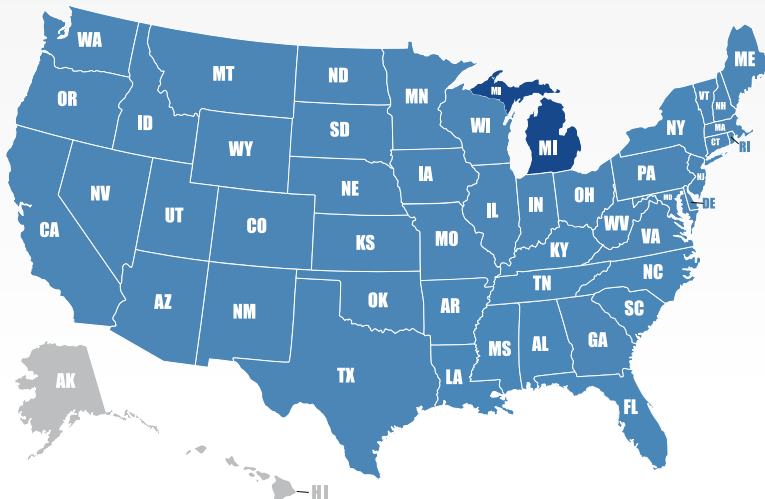 WA
MT
ND
MN
ME
OR
ID
SD
WI
MI
VT
NH
NY
MA
CT
RI
WY
MI
IA
PA
NJ
NE
NV
UT
CO
IL
IN
OH
MD
DE
CA
KS
MO
WV
VA
KY
AZ
NM
OK
AR
TN
NC
SC
MS
AL
GA
TX
LA
AK
FL
HI